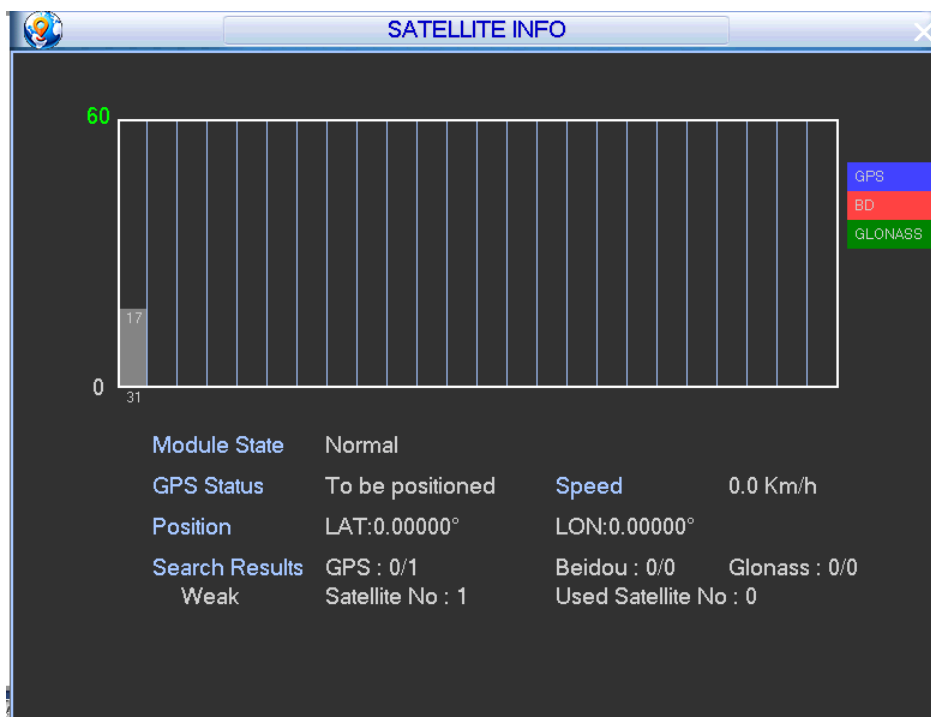 SATELLITE INFO
60
GPS
BD
GLONASS
17
0
31
Module State Normal
GPS Status To be positioned Speed 0.0 Km/h
Position LAT:0.00000° LON:0.00000°
Search Results GPS : 0/1 Beidou : 0/0 Glonass : 0/0
Weak Satellite No : 1 Used Satellite No : 0